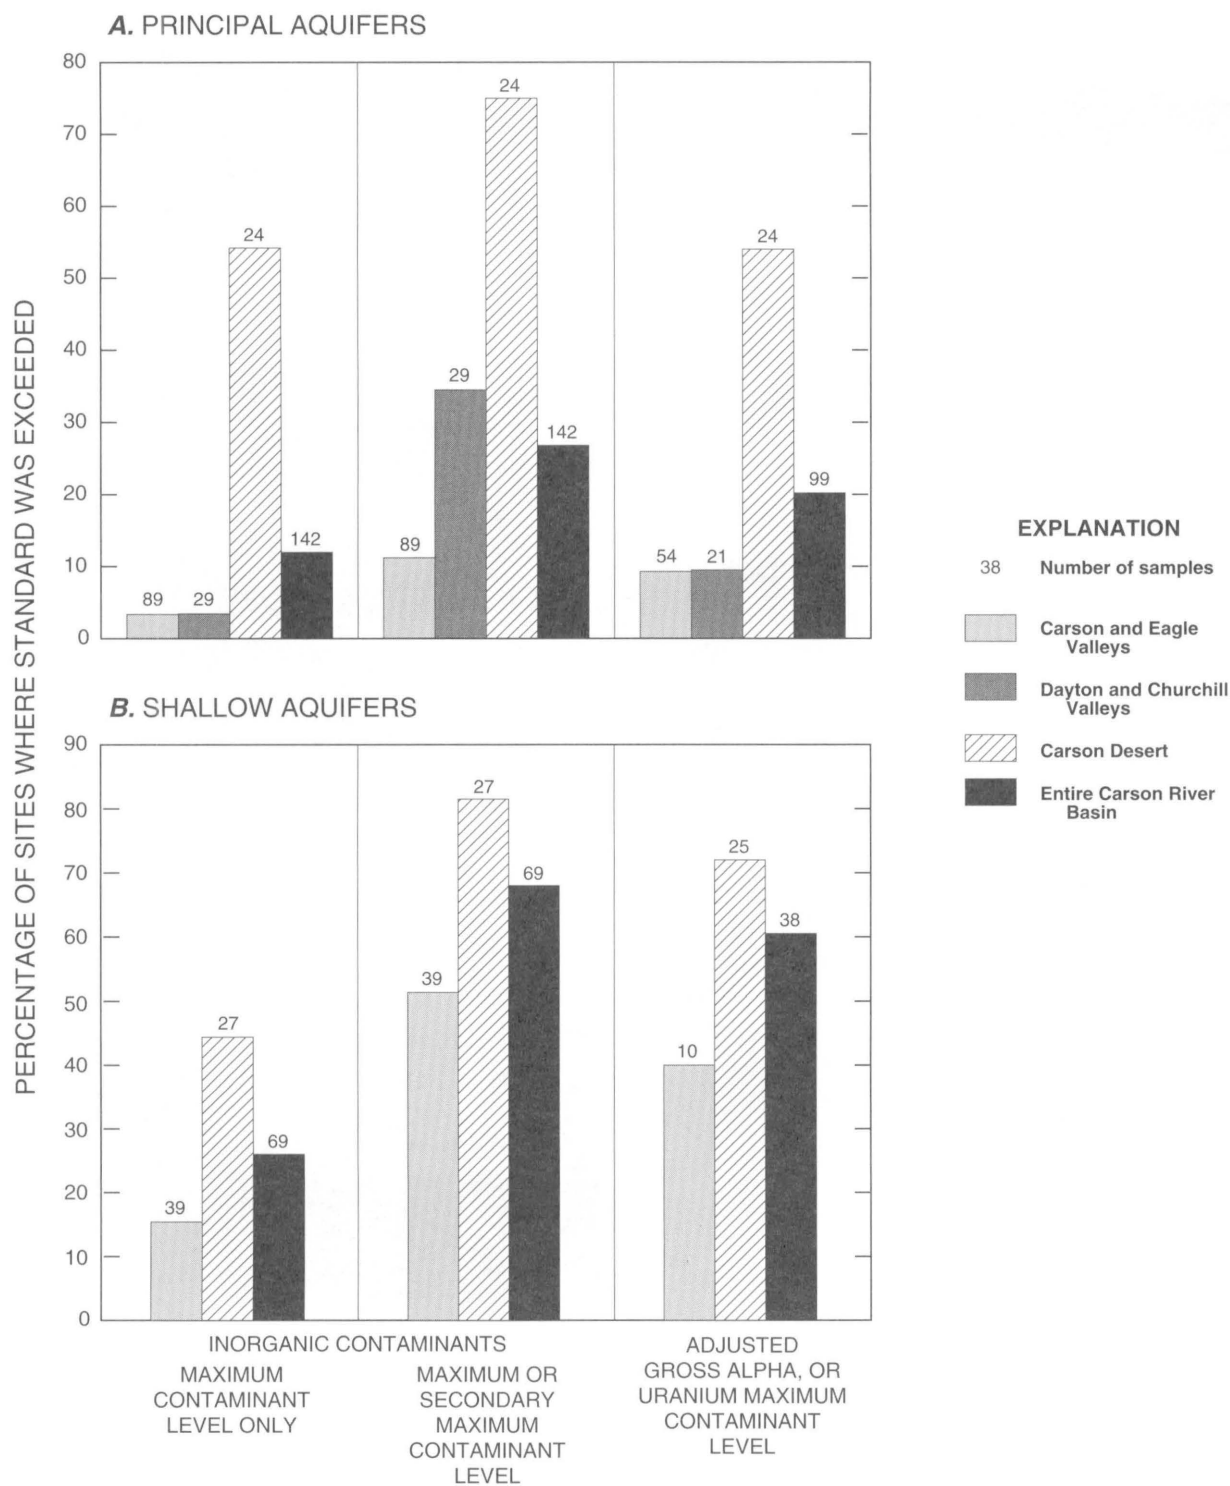 A. PRINCIPAL AQUIFERS
PERCENTAGE OF SITES WHERE STANDARD WAS EXCEEDED
80
70
60
50
40
30
20
10
0
89
29
24
142
89
29
24
142
54
21
24
99
B. SHALLOW AQUIFERS
90
80
70
60
50
40
30
20
10
0
39
27
69
39
27
69
10
25
38
INORGANIC CONTAMINANTS
MAXIMUM
CONTAMINANT
LEVEL ONLY
MAXIMUM OR
SECONDARY
MAXIMUM
CONTAMINANT
LEVEL
ADJUSTED
GROSS ALPHA, OR
URANIUM MAXIMUM
CONTAMINANT
LEVEL
EXPLANATION
38 Number of samples
Carson and Eagle
Valleys
Dayton and Churchill
Valleys
Carson Desert
Entire Carson River
Basin